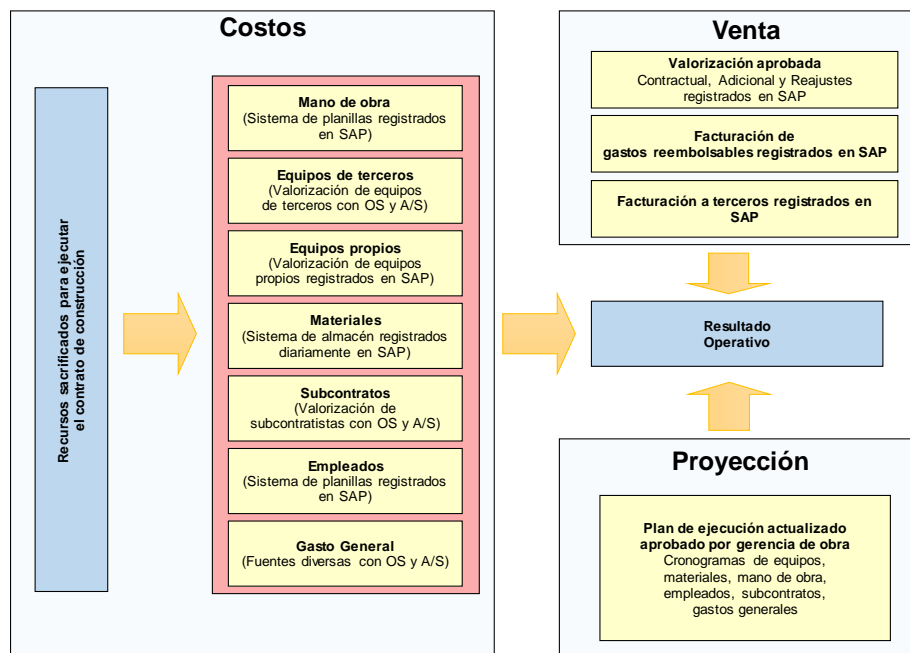 Costos
Recursos sacrificados para ejecutar
el contrato de construcción
Mano de obra
(Sistema de planillas registrados
en SAP)
Equipos de terceros
(Valorización de equipos
de terceros con OS y A/S)
Equipos propios
(Valorización de equipos
propios registrados en SAP)
Materiales
(Sistema de almacén registrados
diariamente en SAP)
Subcontratos
(Valorización de
subcontratistas con OS y A/S)
Empleados
(Sistema de planillas registrados
en SAP)
Gasto General
(Fuentes diversas con OS y A/S)
Venta
Valorización aprobada
Contractual, Adicional y Reajustes
registrados en SAP
Facturación de
gastos reembolsables registrados en SAP
Facturación a terceros registrados en
SAP
Resultado
Operativo
Proyección
Plan de ejecución actualizado
aprobado por gerencia de obra
Cronogramas de equipos,
materiales, mano de obra,
empleados, subcontratos,
gastos generales